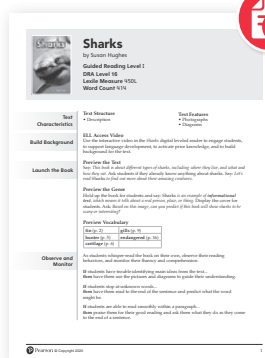 Sharks
Sharks
by Susan Hughes
Guided Reading Level I
DRA Level 16
Lexile Measure 450L
Word Count 474
Text Characteristics
Text Structure
• Description
Text Features
• Photographs
• Diagrams
Build Background
ELL Access Video
Use the interactive video in the Sharks digital leveled reader to engage students,
to support language development, to activate prior knowledge, and to build
background for the text.
Launch the Book
Preview the Text
Say: This book is about different types of sharks, including where they live, and what and
how they eat. Ask students if they already know anything about sharks. Say: Let's
read Sharks to find out more about these amazing creatures.
Preview the Genre
Hold up the book for students and say: Sharks is an example of informational
text, which means it tells about a real person, place, or thing. Display the cover for
students. Ask: Based on the image, can you predict if this book will show sharks to be
scary or interesting?
Preview Vocabulary
fin (p. 2)
gills (p. 9)
hunter (p. 3)
endangered (p. 16)
cartilage (p. 6)
Observe and Monitor
As students whisper-read the book on their own, observe their reading
behaviors, and monitor their fluency and comprehension.
If students have trouble identifying main ideas from the text...
then have them use the pictures and diagrams to guide their understanding.
If students stop at unknown words...
then have them read to the end of the sentence and predict what the word
might be.
If students are able to read smoothly within a paragraph...
then praise them for their good reading and ask them what they do as they come
to the end of a sentence.
Pearson © Copyright 2020
1